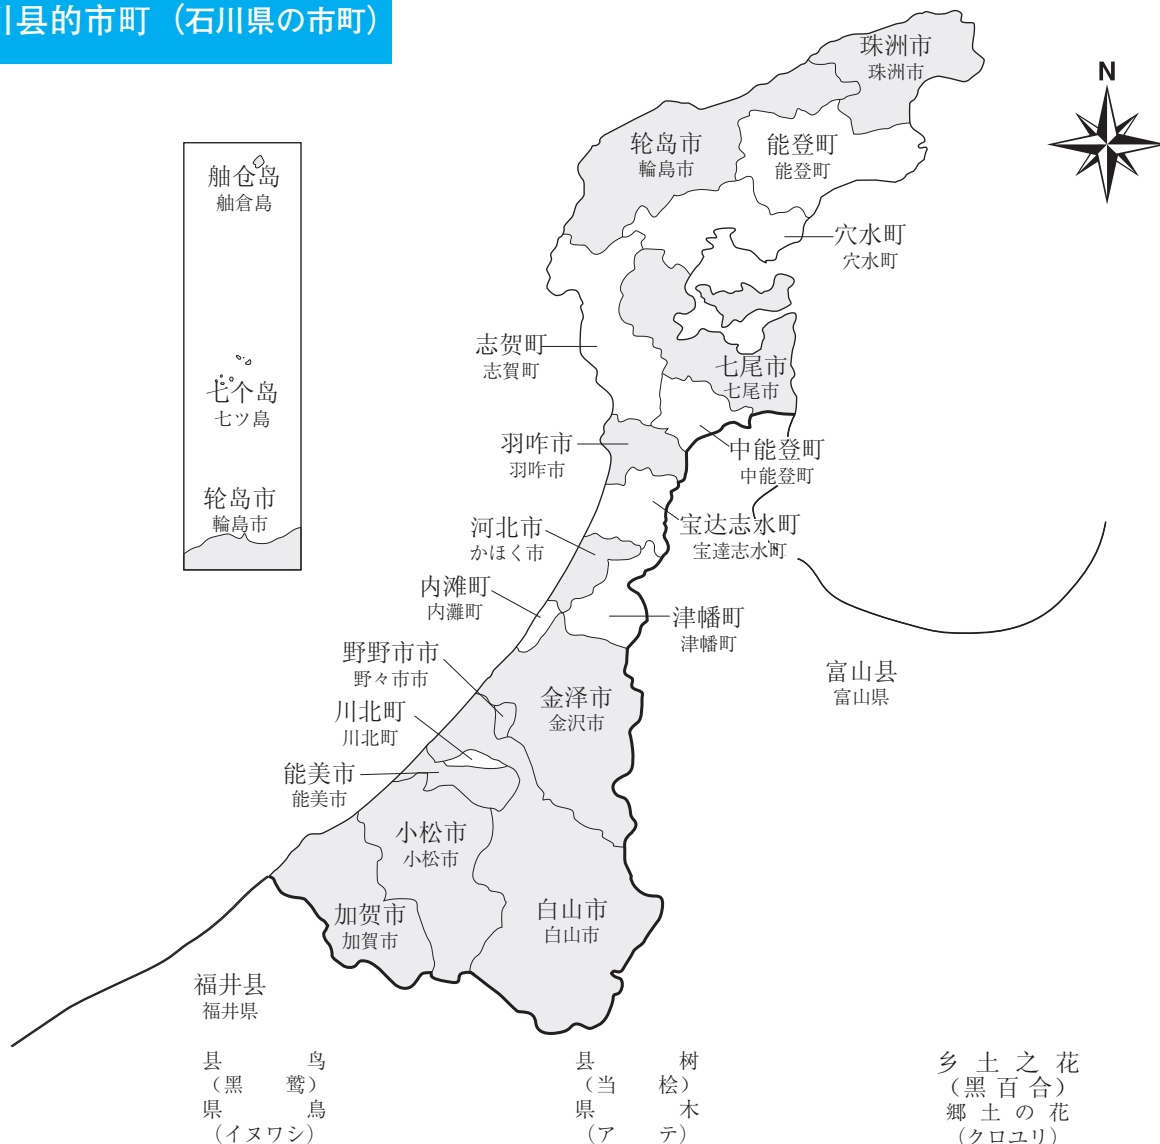 川县的市町（石川県の市町）
珠洲市
珠洲市
N
轮岛市
輪島市
能登町
能登町
舳仓岛
舳倉島
穴水町
穴水町
志贺町
志賀町
七尾市
七尾市
七个岛
七ツ島
羽咋市
羽咋市
中能登町
中能登町
轮岛市
輪島市
河北市
かほく市
宝达志水町
宝達志水町
内滩町
内灘町
津幡町
津幡町
野野市市
野々市市
富山县
富山県
金泽市
金沢市
川北町
川北町
能美市
能美市
小松市
小松市
加贺市
加賀市
白山市
白山市
福井县
福井県
县鸟
（黑鹫）
県鳥
（イヌワシ）
县树
（当桧）
県木
（アテ）
乡土之花
（黑百合）
郷土の花
（クロユリ）